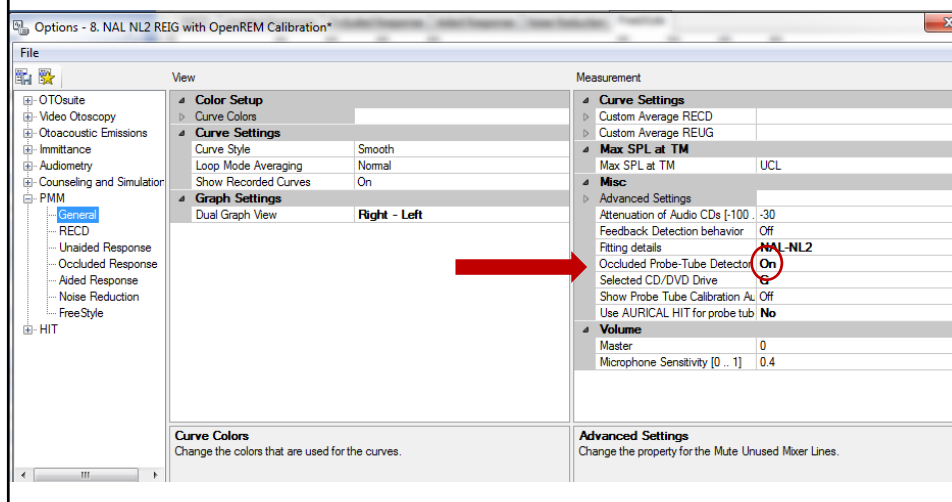 Options - 8. NAL NL2 REIG with OpenREM Calibration*
File
View
Measurement
OTOsuite
Video Otoscopy
Otoacoustic Emissions
Immittance
Audiometry
Counseling and Simulation
PMM
General
RECD
Unaided Response
Occluded Response
Aided Response
Noise Reduction
FreeStyle
HIT
Color Setup
Curve Colors
Curve Settings
Curve Style Smooth
Loop Mode Averaging Normal
Show Recorded Curves On
Graph Settings
Dual Graph View Right - Left
Curve Settings
Custom Average RECD
Custom Average REUG
Max SPL at TM
Max SPL at TM UCL
Misc
Advanced Settings
Attenuation of Audio CDs [-100 . -30
Feedback Detection behavior Off
Fitting details NAL-NL2
Occluded Probe-Tube Detector On
Selected CD/DVD Drive G
Show Probe Tube Calibration Au Off
Use AURICAL HIT for probe tub No
Volume
Master 0
Microphone Sensitivity [0 .. 1] 0.4
Curve Colors
Change the colors that are used for the curves.
Advanced Settings
Change the property for the Mute Unused Mixer Lines.